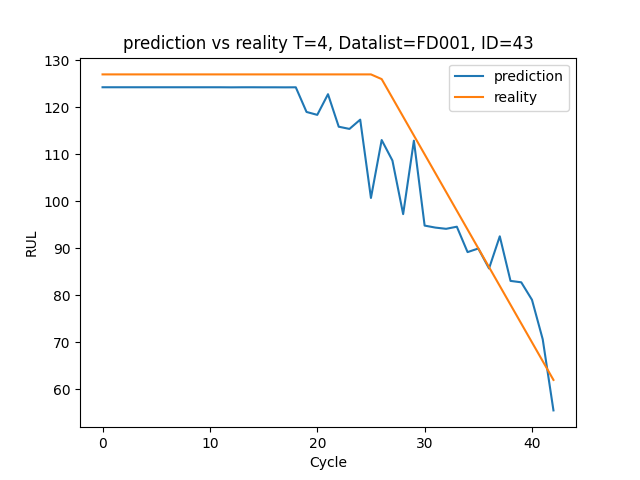 prediction vs reality T=4, Datalist=FD001, ID=43
prediction
reality
RUL
130
120
110
100
90
80
70
60
0 10 20 30 40
Cycle